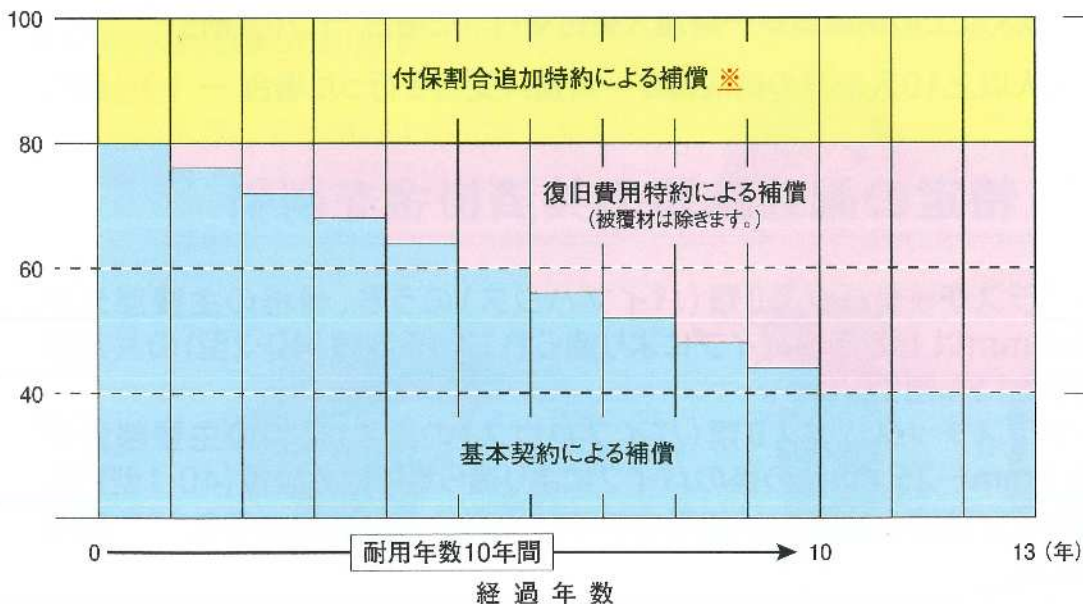 100
付保割合追加特約による補償 ※
80
復旧費用特約による補償
(被覆材は除きます。)
60
40
基本契約による補償
0
耐用年数10年間
10
13 (年)
経過年数